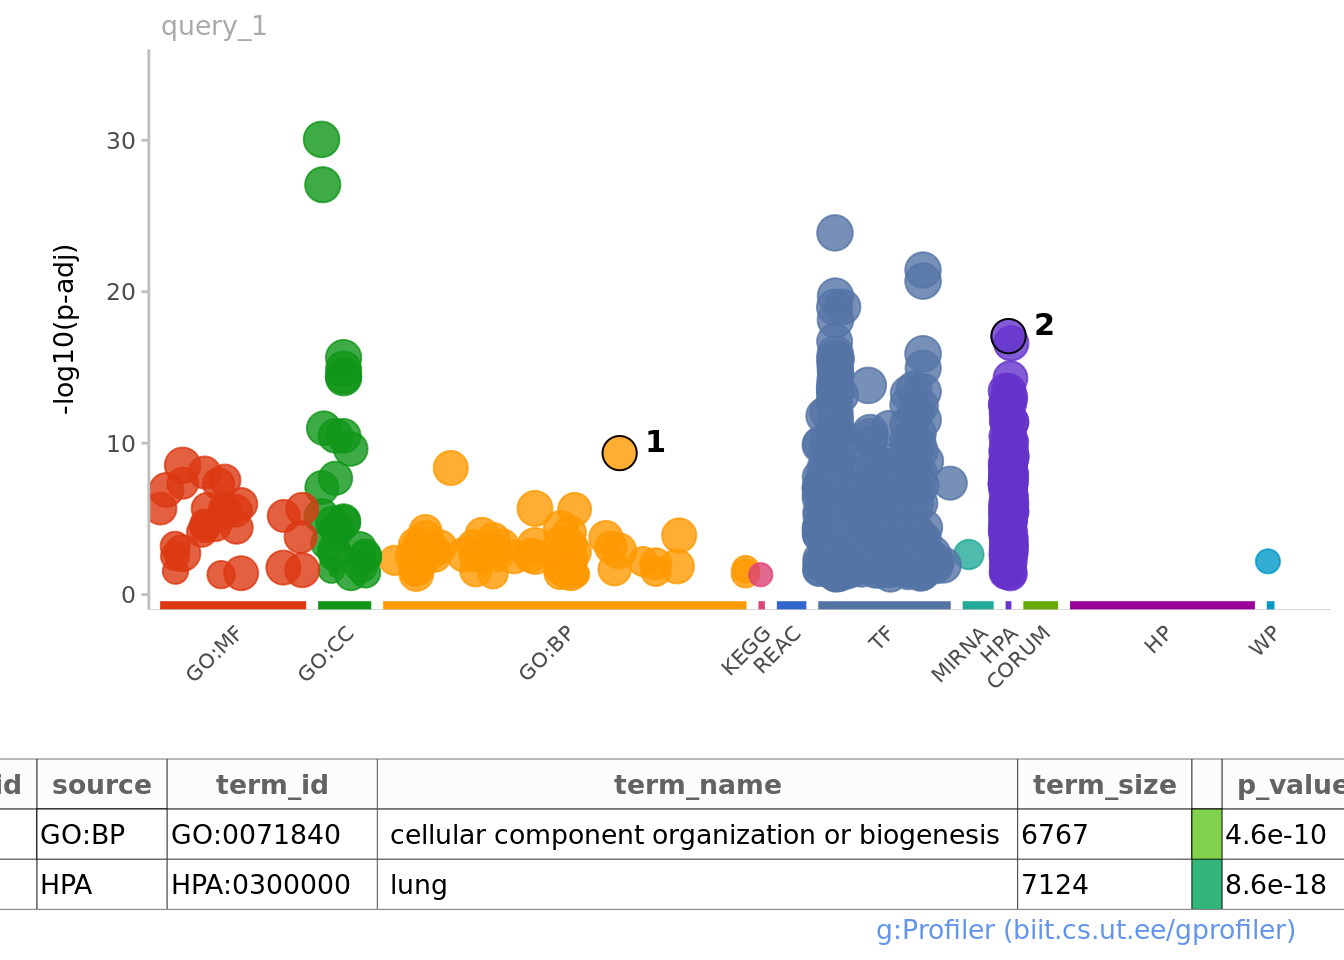 query_1
30
20
10
0
-log10(p-adj)
1
2
GO:MF
GO:CC
GO:BP
KEGG
REAC
TF
MIRNA
HPA
CORUM
HP
WP
id source term_id term_name term_size p_value
GO:BP GO:0071840 cellular component organization or biogenesis 6767 4.6e-10
HPA HPA:0300000 lung 7124 8.6e-18
g:Profiler (biit.cs.ut.ee/gprofiler)